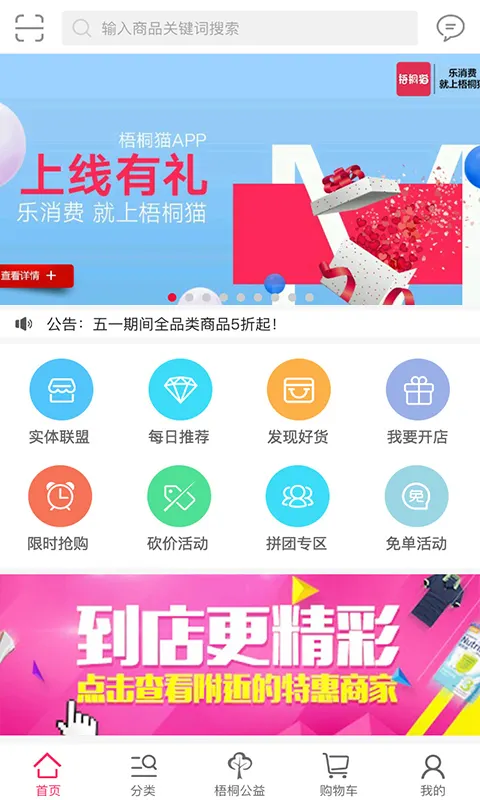 输入商品关键词搜索
梧桐猫
乐消费
就上梧桐猫
梧桐猫APP
上线有礼
乐消费 就上梧桐猫
查看详情 +
公告：五一期间全品类商品5折起！
实体联盟
每日推荐
发现好货
我要开店
限时抢购
砍价活动
拼团专区
免
免单活动
到店更精彩
点击查看附近的特惠商家
Nutri
3
首页
分类
梧桐公益
购物车
我的